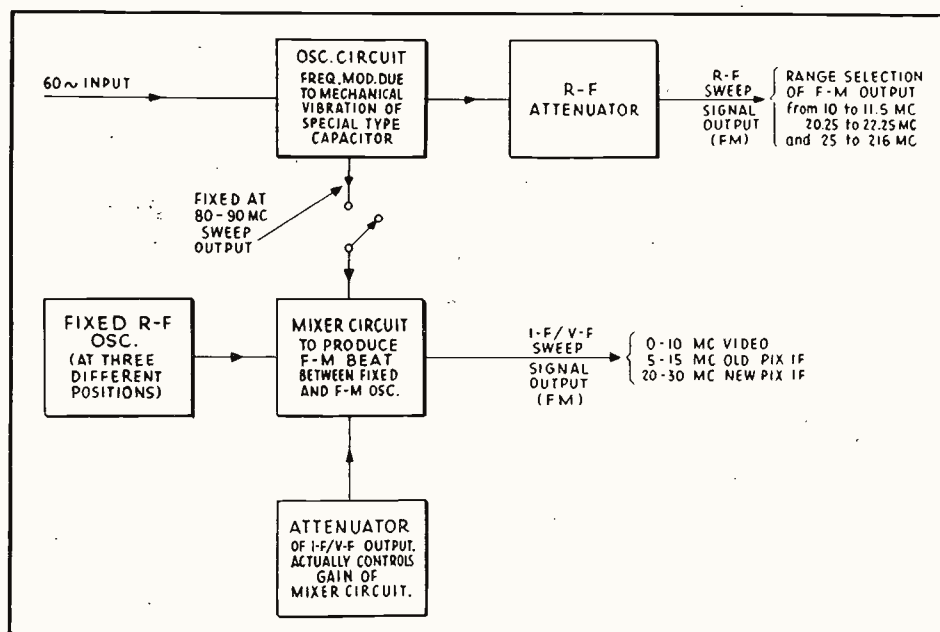 60~ INPUT
OSC. CIRCUIT
FREQ. MOD. DUE
TO MECHANICAL
VIBRATION OF
SPECIAL TYPE
CAPACITOR
R-F
ATTENUATOR
R-F
SWEEP
SIGNAL
OUTPUT
(FM)
RANGE SELECTION
OF F-M OUTPUT
from 10 to 11.5 MC
20.25 to 22.25 MC
and 25 to 216 MC
FIXED AT
80-90 MC
SWEEP
OUTPUT
FIXED R-F
OSC.
(AT THREE
DIFFERENT
POSITIONS)
MIXER CIRCUIT
TO PRODUCE
F-M BEAT
BETWEEN FIXED
AND F-M OSC.
I-F/V-F
SWEEP
SIGNAL
OUTPUT
(FM)
0-10 MC VIDEO
5-15 MC OLD PIX IF
20-30 MC NEW PIX IF
ATTENUATOR
OF I-F/V-F OUTPUT.
ACTUALLY CONTROLS
GAIN OF
MIXER CIRCUIT.